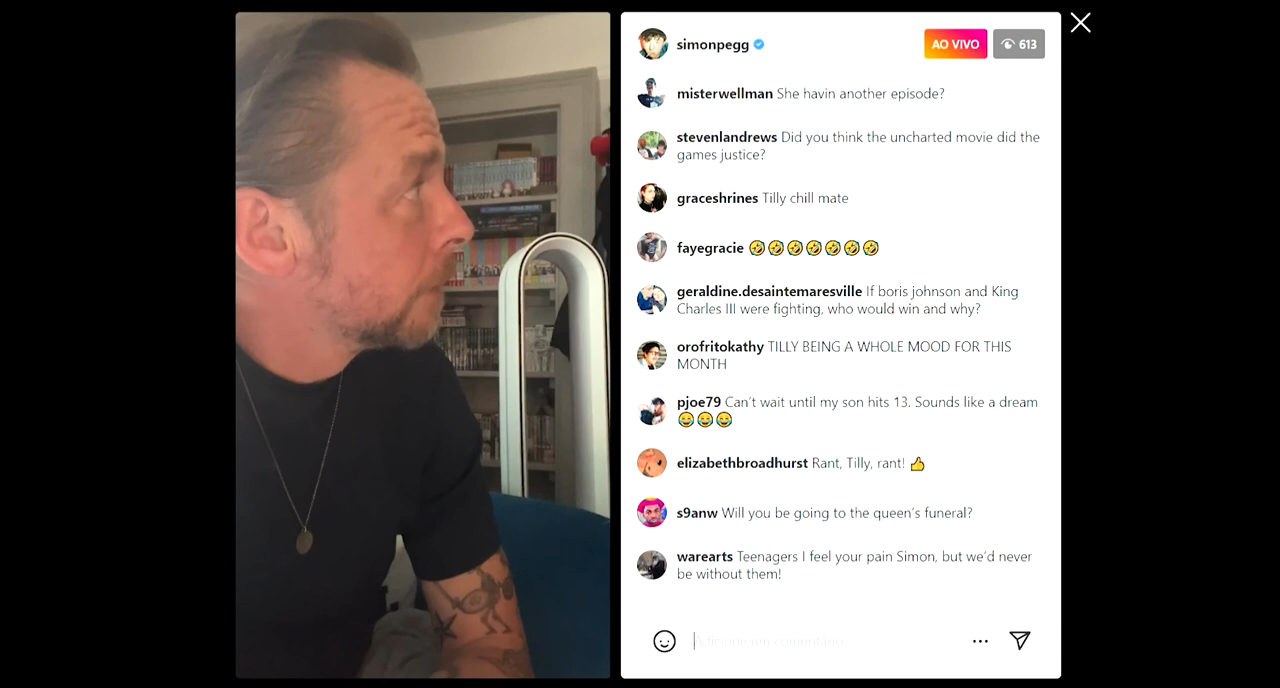 simonpegg
AO VIVO
613
misterwellman She havin another episode?
stevenlandrews Did you think the uncharted movie did the
games justice?
graceshrines Tilly chill mate
fayegracie 🤣🤣🤣🤣🤣🤣🤣
geraldine.desaintemaresville If boris johnson and King
Charles III were fighting, who would win and why?
orofritokathy TILLY BEING A WHOLE MOOD FOR THIS
MONTH
pjoe79 Can't wait until my son hits 13. Sounds like a dream
😂😂😂
elizabethbroadhurst Rant, Tilly, rant! 👍
s9anw Will you be going to the queen's funeral?
warearts Teenagers I feel your pain Simon, but we'd never
be without them!
Adicione um comentário...